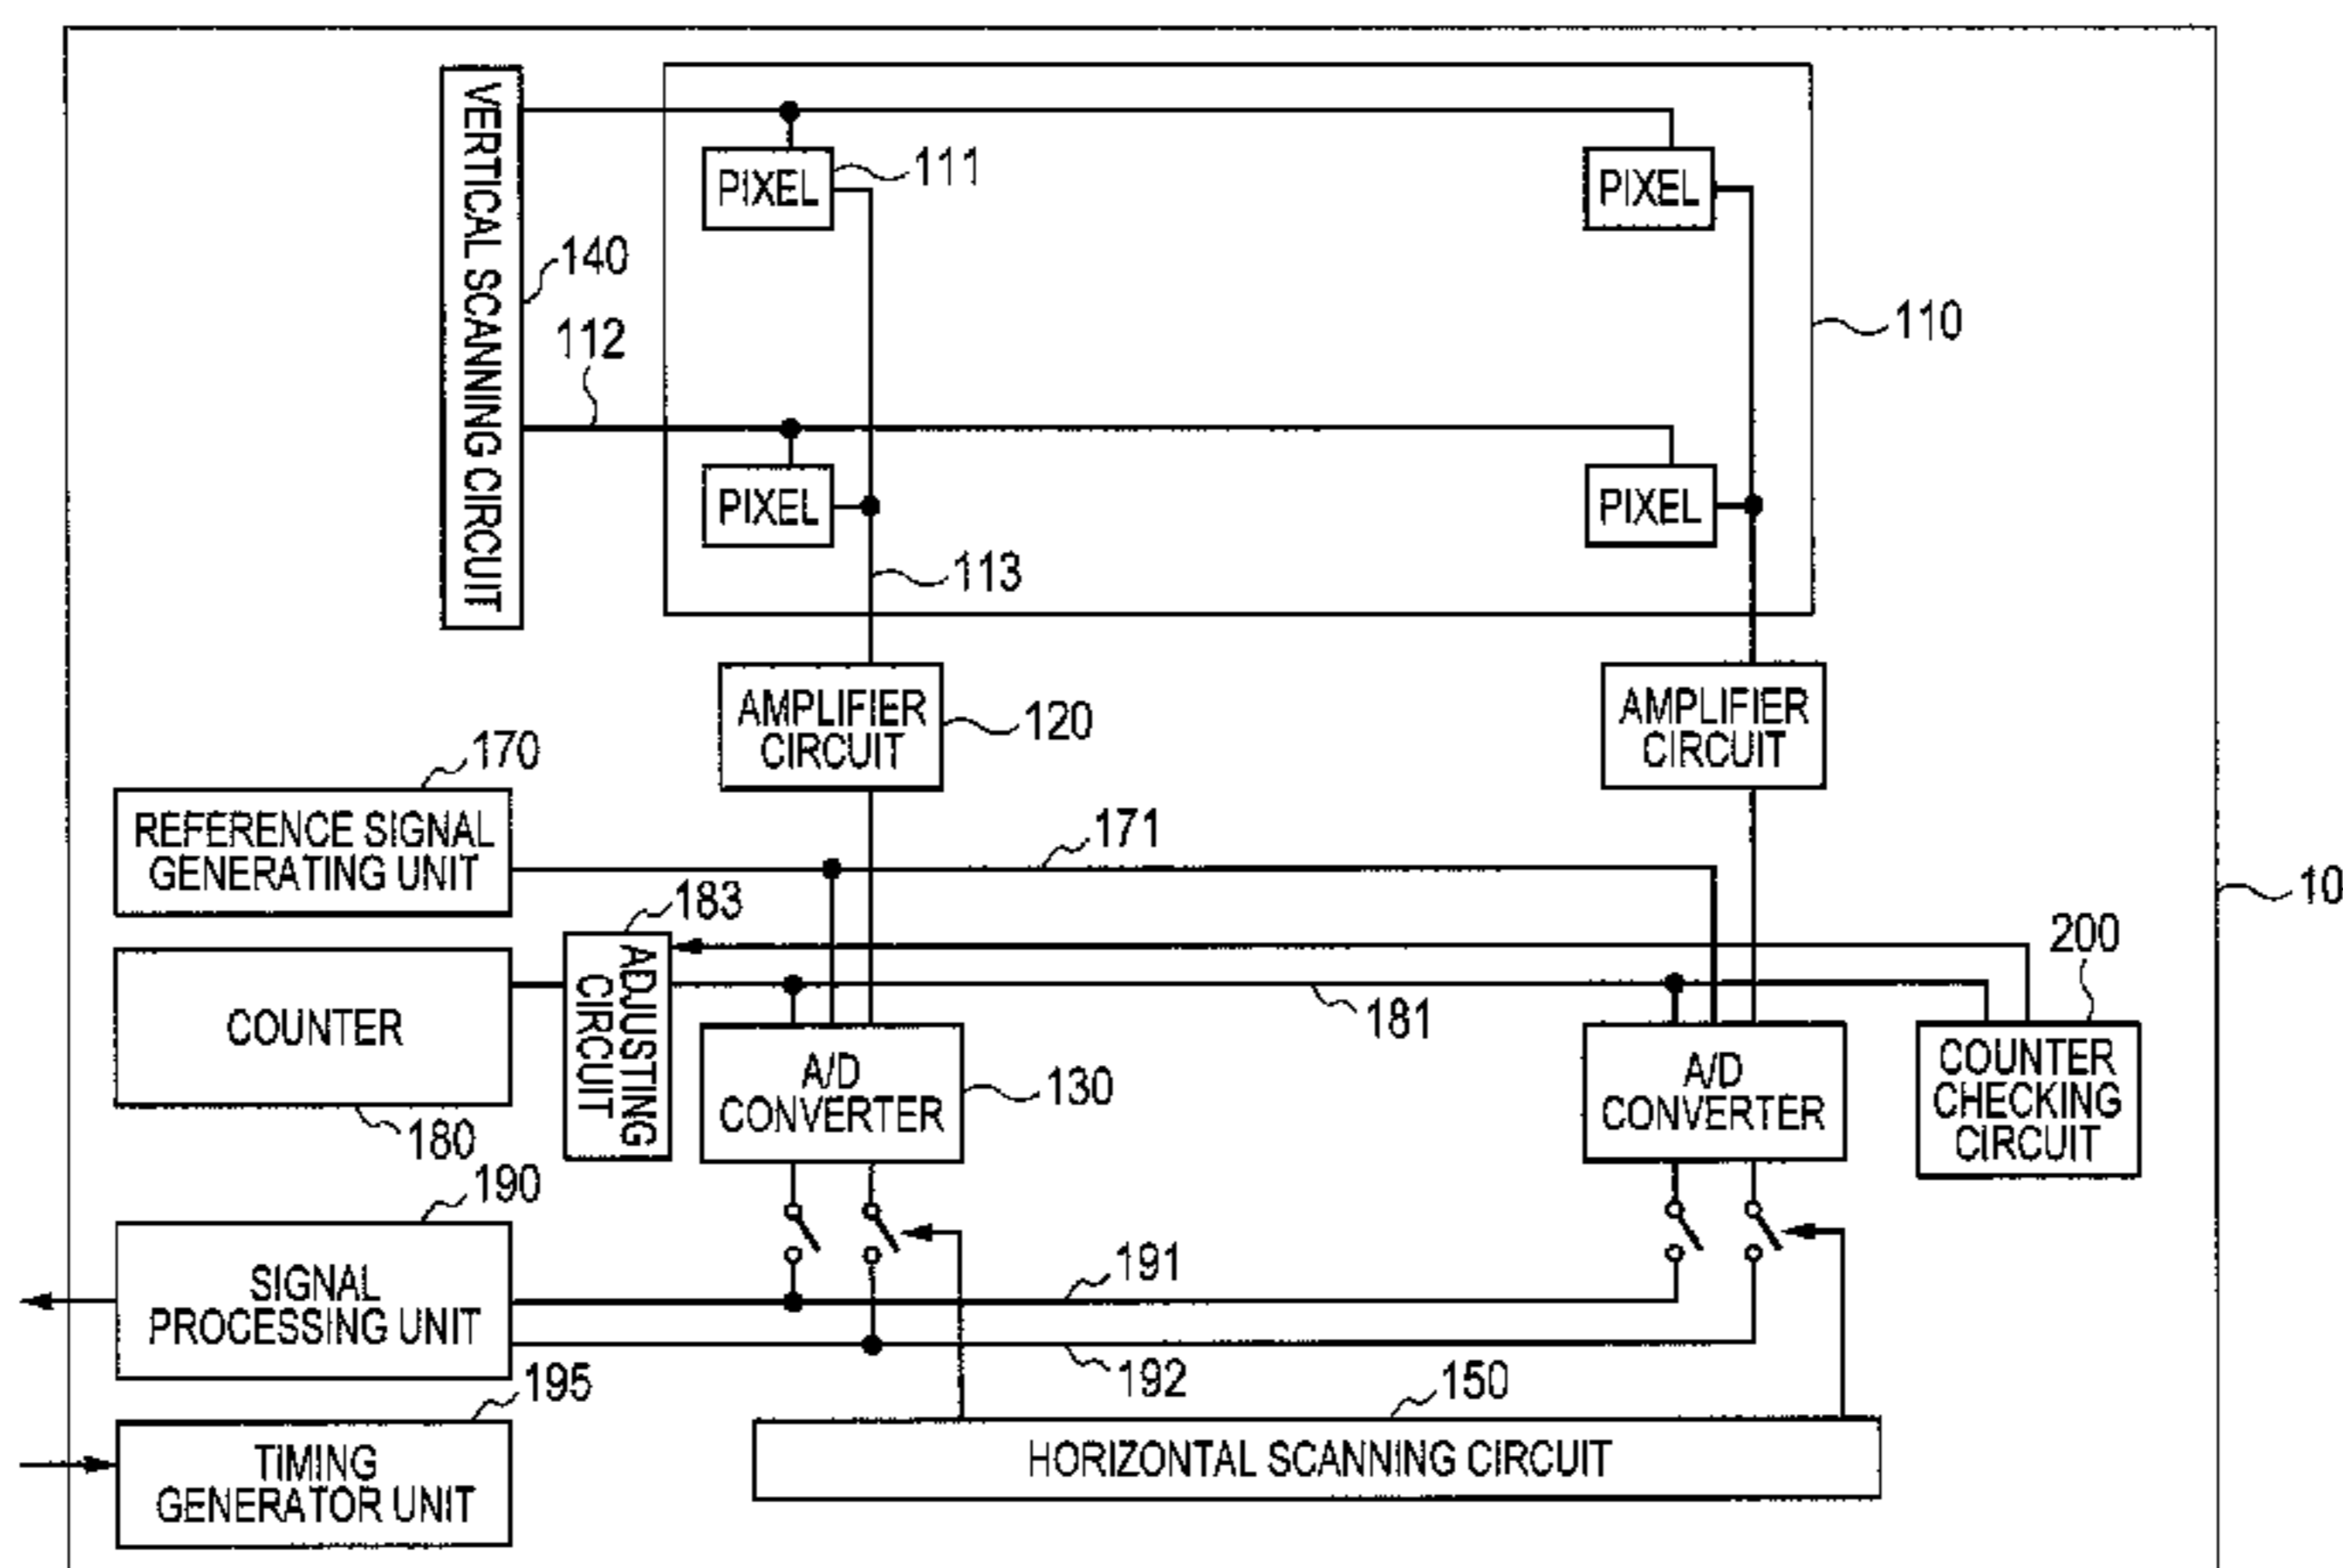 VERTICAL SCANNING CIRCUIT
140
112
PIXEL
111
PIXEL
110
PIXEL
PIXEL
113
AMPLIFIER
CIRCUIT
120
AMPLIFIER
CIRCUIT
170
REFERENCE SIGNAL
GENERATING UNIT
171
10
183
ADJUSTING
CIRCUIT
200
COUNTER
180
181
A/D
CONVERTER
130
A/D
CONVERTER
COUNTER
CHECKING
CIRCUIT
190
SIGNAL
PROCESSING UNIT
191
192
195
TIMING
GENERATOR UNIT
150
HORIZONTAL SCANNING CIRCUIT